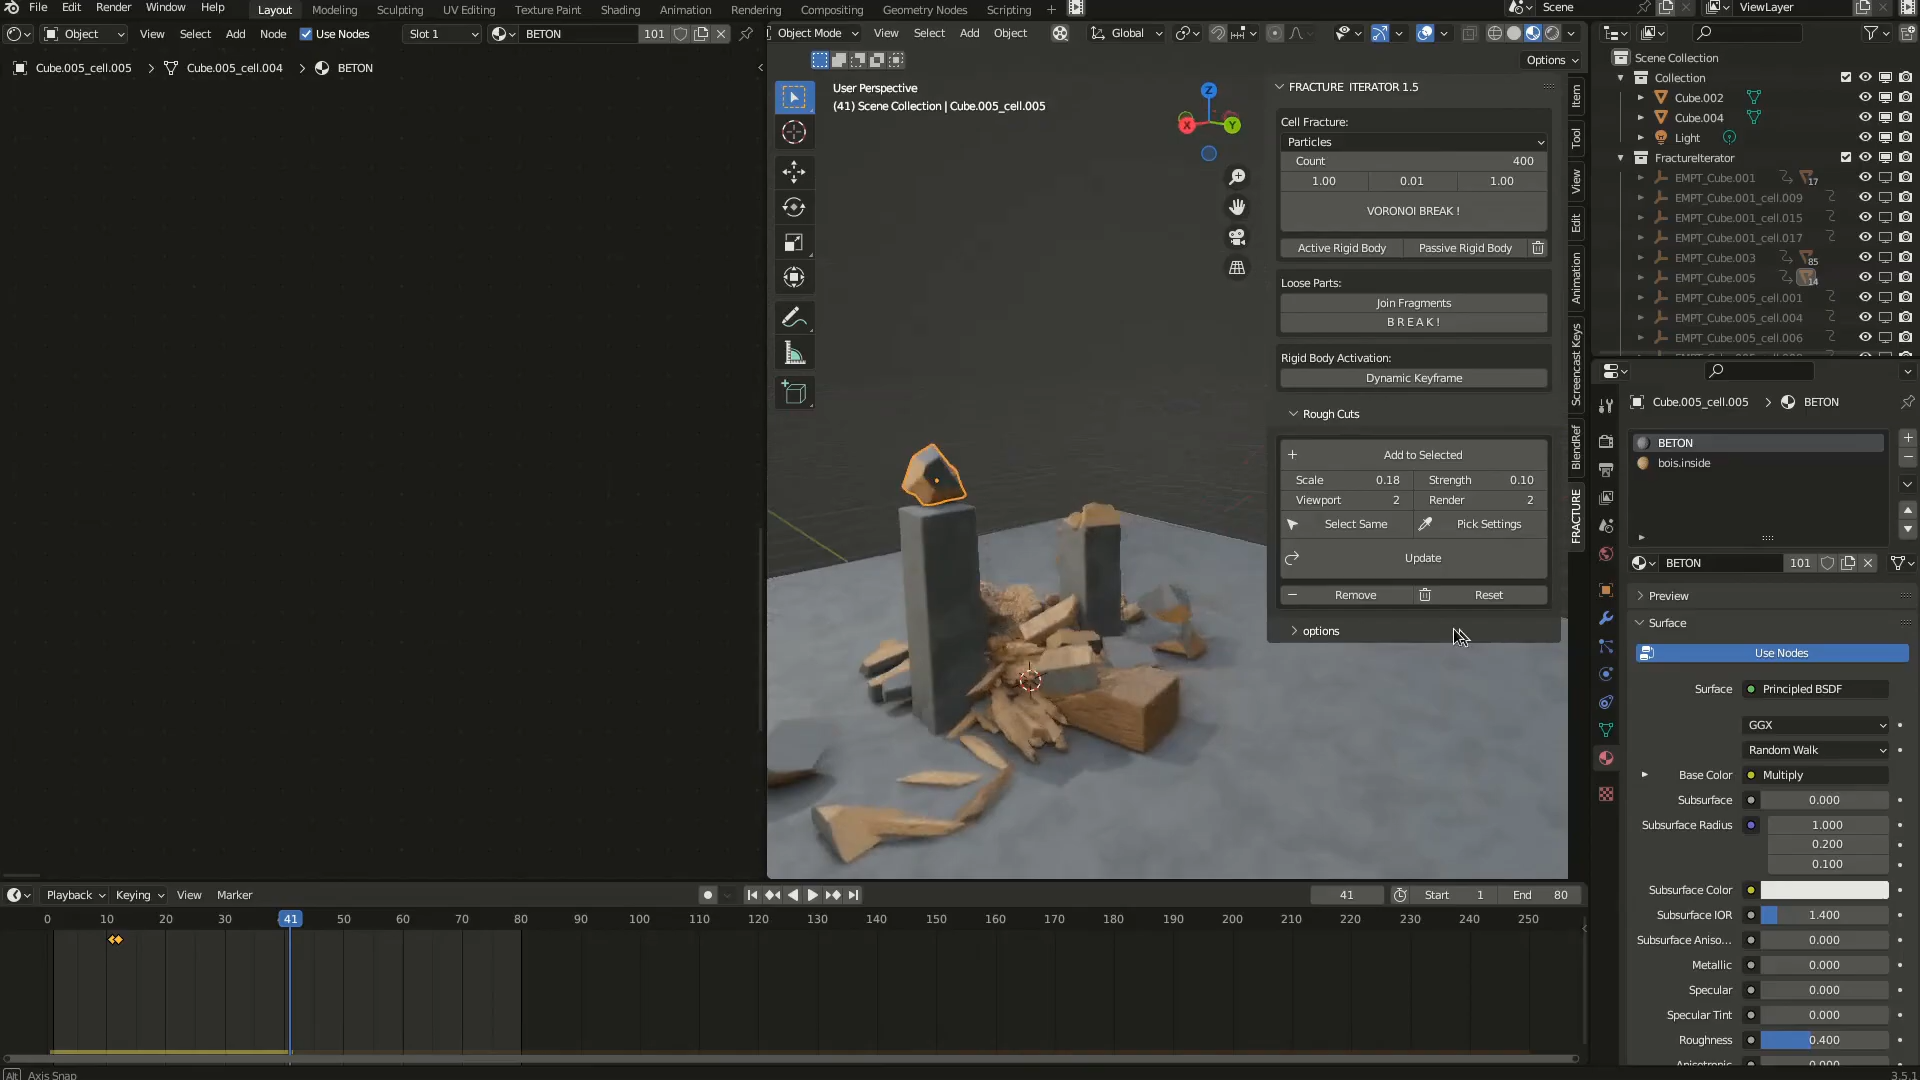 File Edit Render Window Help Layout Modeling Sculpting UV Editing Texture Paint Shading Animation Rendering Compositing Geometry Nodes Scripting + Scene ViewLayer
Object View Select Add Node Use Nodes Slot 1 BETON 101
Object Mode View Select Add Object Global
Cube.005_cell.005 > Cube.005_cell.004 > BETON
Options
User Perspective
(41) Scene Collection | Cube.005_cell.005
Z
X
Y
FRACTURE ITERATOR 1.5
Cell Fracture:
Particles
Count 400
1.00 0.01 1.00
VORONOI BREAK !
Active Rigid Body Passive Rigid Body
Loose Parts:
Join Fragments
B R E A K !
Rigid Body Activation:
Dynamic Keyframe
Rough Cuts
Add to Selected
Scale 0.18 Strength 0.10
Viewport 2 Render 2
Select Same Pick Settings
Update
Remove Reset
options
Item
Tool
View
Edit
Animation
Screencast Keys
BlendRef
FRACTURE
Scene Collection
Collection
Cube.002
Cube.004
Light
FractureIterator
EMPT_Cube.001 17
EMPT_Cube.001_cell.009
EMPT_Cube.001_cell.015
EMPT_Cube.001_cell.017
EMPT_Cube.003 85
EMPT_Cube.005 14
EMPT_Cube.005_cell.001
EMPT_Cube.005_cell.004
EMPT_Cube.005_cell.006
Cube.005_cell.005 > BETON
BETON
bois.inside
BETON 101
Preview
Surface
Use Nodes
Surface Principled BSDF
GGX
Random Walk
Base Color Multiply
Subsurface 0.000
Subsurface Radius 1.000
0.200
0.100
Subsurface Color
Subsurface IOR 1.400
Subsurface Aniso... 0.000
Metallic 0.000
Specular 0.000
Specular Tint 0.000
Roughness 0.400
Playback Keying View Marker 41 Start 1 End 80
0 10 20 30 41 50 60 70 80 90 100 110 120 130 140 150 160 170 180 190 200 210 220 230 240 250
Alt Axis Snap 3.5.1